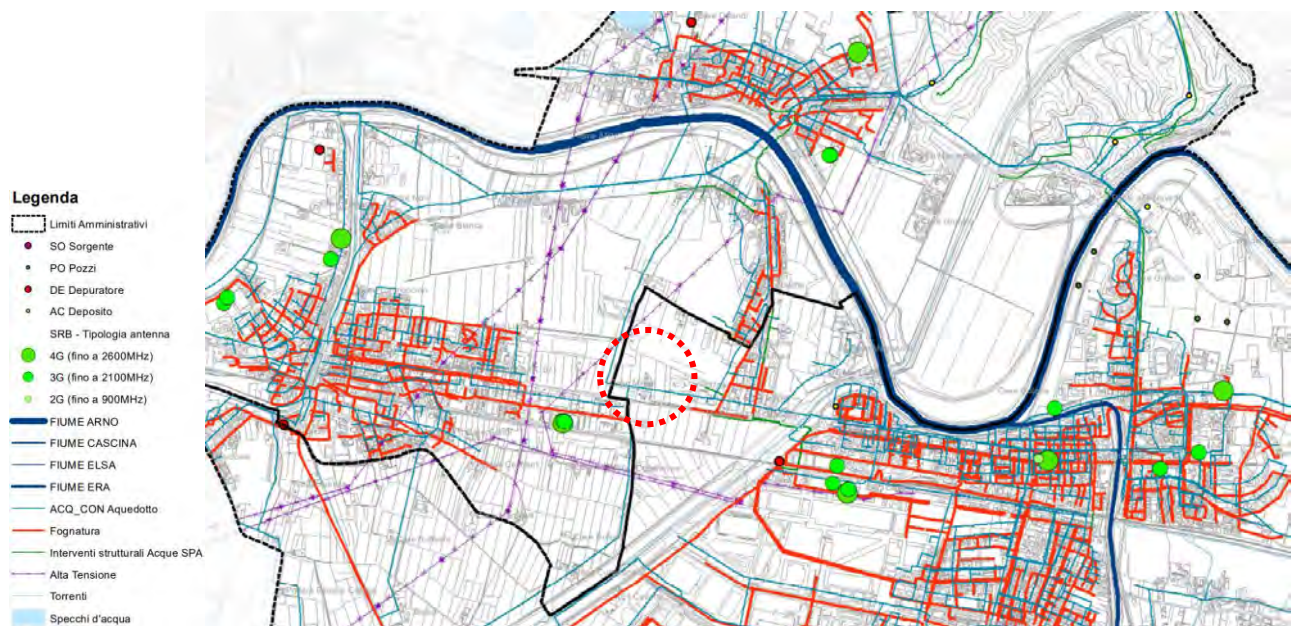 Legenda
Limiti Amministrativi
SO Sorgente
PO Pozzi
DE Depuratore
AC Deposito
SRB - Tipologia antenna
4G (fino a 2600MHz)
3G (fino a 2100MHz)
2G (fino a 900MHz)
FIUME ARNO
FIUME CASCINA
FIUME ELSA
FIUME ERA
ACQ_CON Aquedotto
Fognatura
Interventi strutturali Acque SPA
Alta Tensione
Torrenti
Specchi d'acqua